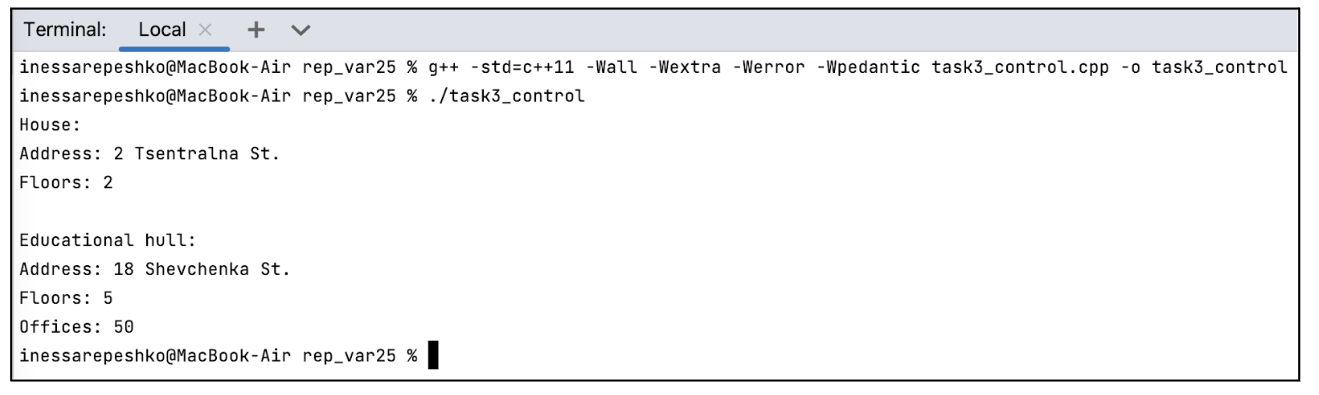 Terminal: Local × + 
inessarepeshko@MacBook-Air rep_var25 % g++ -std=c++11 -Wall -Wextra -Werror -Wpedantic task3_control.cpp -o task3_control
inessarepeshko@MacBook-Air rep_var25 % ./task3_control
House:
Address: 2 Tsentralna St.
Floors: 2
Educational hull:
Address: 18 Shevchenka St.
Floors: 5
Offices: 50
inessarepeshko@MacBook-Air rep_var25 %